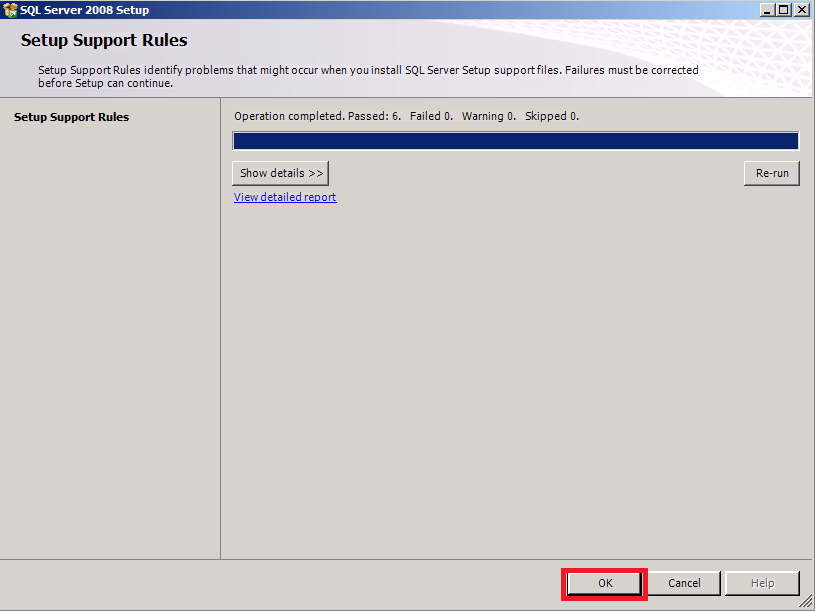 SQL Server 2008 Setup
Setup Support Rules
Setup Support Rules identify problems that might occur when you install SQL Server Setup support files. Failures must be corrected
before Setup can continue.
Setup Support Rules
Operation completed. Passed: 6. Failed 0. Warning 0. Skipped 0.
Show details >>
Re-run
View detailed report
OK
Cancel
Help